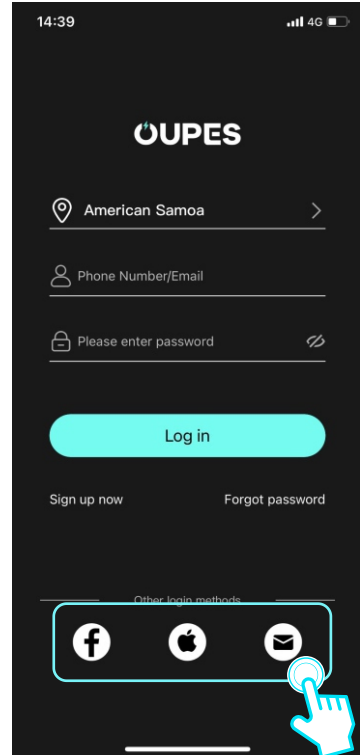 14:39 4G
OUPES
American Samoa
Phone Number/Email
Please enter password
Log in
Sign up now Forgot password
Other login methods